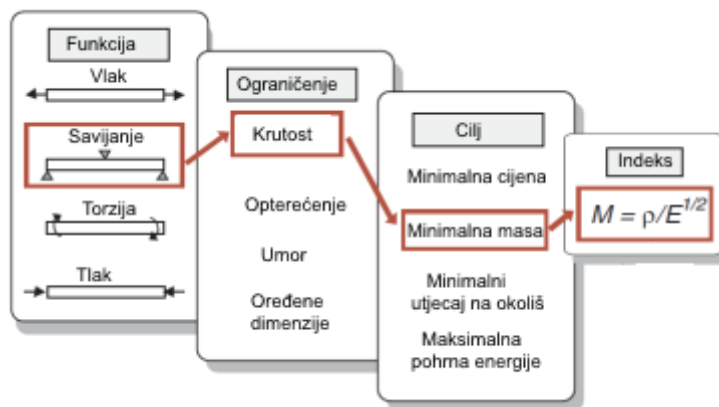 Funkcija
Vlak
Savijanje
Torzija
Tlak
Ograničenje
Krutost
Opterećenje
Umor
Oređene
dimenzije
Cilj
Minimalna cijena
Minimalna masa
Minimalni
utjecaj na okoliš
Maksimalna
pohrna energije
Indeks
M = ρ/E^1/2